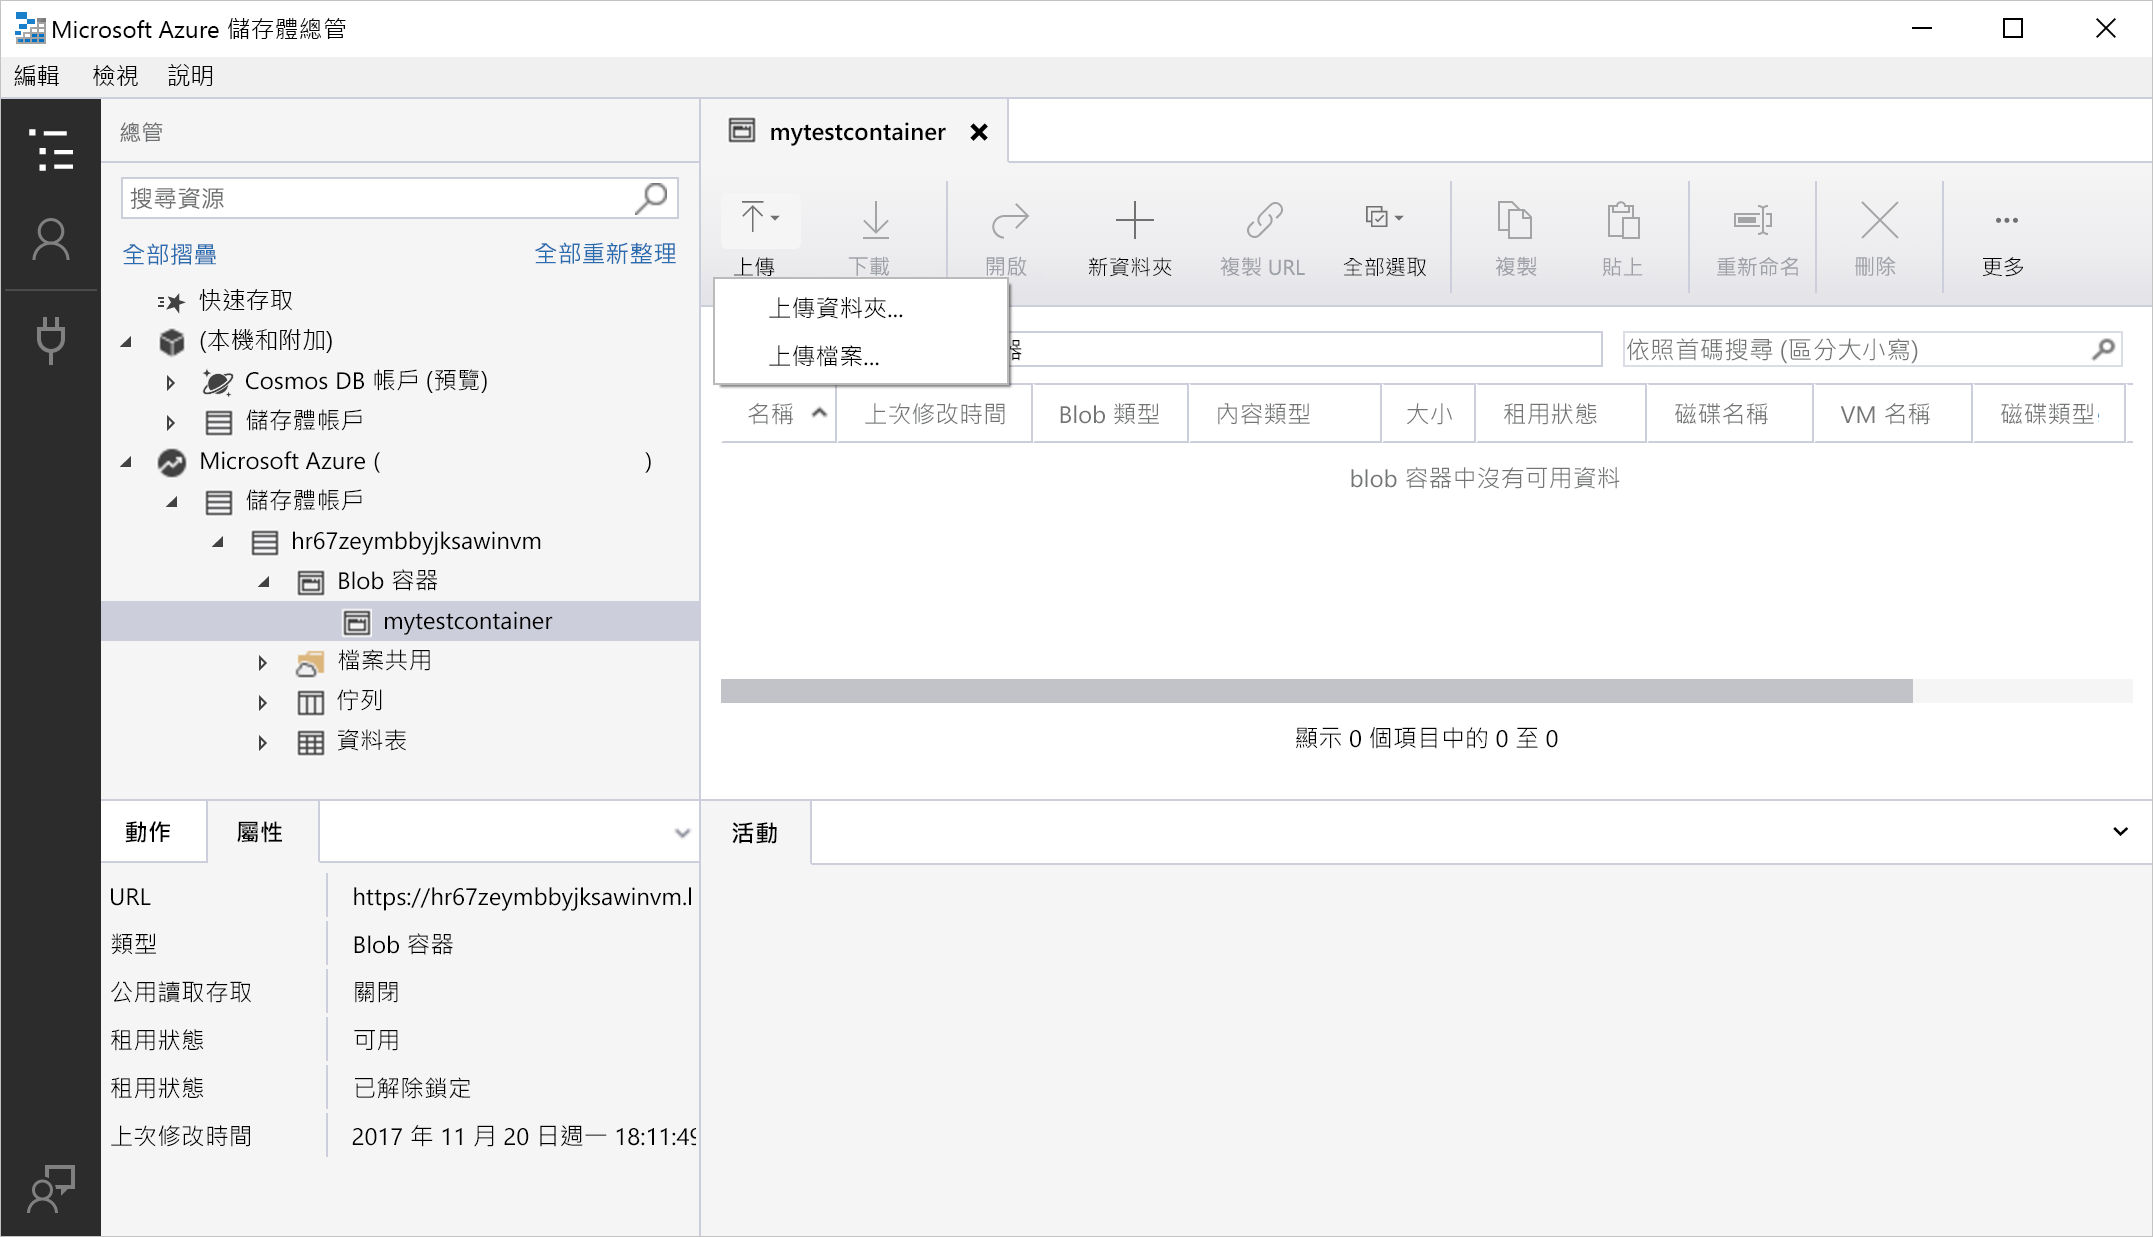 Microsoft Azure 儲存體總管
編輯 檢視 說明
總管
搜尋資源
全部摺疊 全部重新整理
快速存取
(本機和附加)
Cosmos DB 帳戶 (預覽)
儲存體帳戶
Microsoft Azure ( )
儲存體帳戶
hr67zeymbbyjksawinvm
Blob 容器
mytestcontainer
檔案共用
佇列
資料表
動作 屬性
URL https://hr67zeymbbyjksawinvm.l
類型 Blob 容器
公用讀取存取 關閉
租用狀態 可用
租用狀態 已解除鎖定
上次修改時間 2017 年 11 月 20 日週一 18:11:49
mytestcontainer
上傳 下載 開啟 新資料夾 複製 URL 全部選取 複製 貼上 重新命名 刪除 更多
上傳資料夾...
上傳檔案...
器 依照首碼搜尋 (區分大小寫)
名稱 上次修改時間 Blob 類型 內容類型 大小 租用狀態 磁碟名稱 VM 名稱 磁碟類型
blob 容器中沒有可用資料
顯示 0 個項目中的 0 至 0
活動